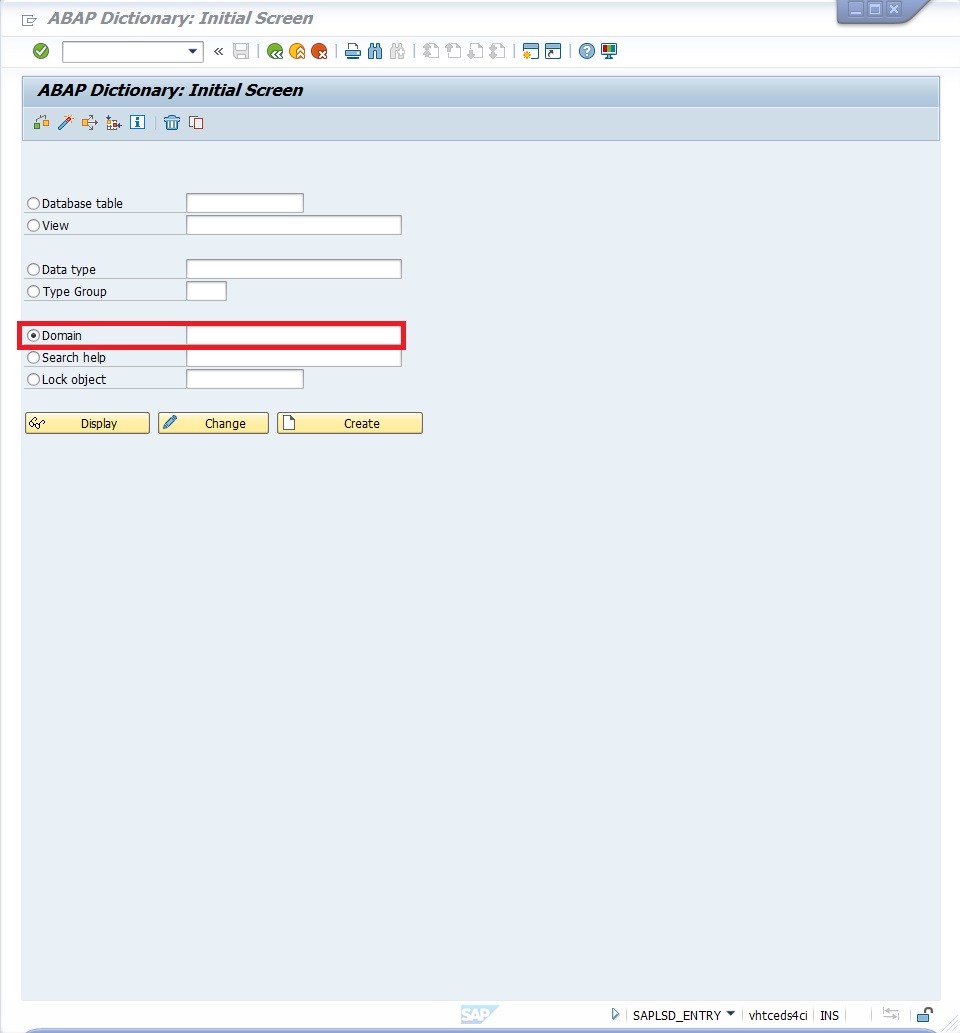 ABAP Dictionary: Initial Screen
ABAP Dictionary: Initial Screen
Database table
View
Data type
Type Group
Domain
Search help
Lock object
Display Change Create
SAP SAPLSD_ENTRY vhtceds4ci INS